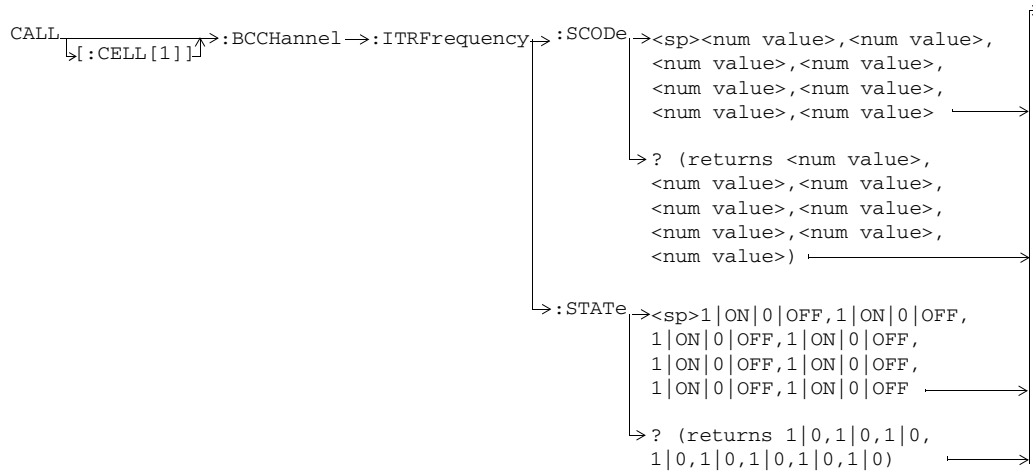 CALL
[:CELL[1]]
:BCCHannel
:ITRFrequency
:SCODe
<sp><num value>,<num value>,
<num value>,<num value>,
<num value>,<num value>,
<num value>,<num value>
? (returns <num value>,
<num value>,<num value>,
<num value>,<num value>,
<num value>,<num value>,
<num value>)
:STATe
<sp>1|ON|0|OFF,1|ON|0|OFF,
1|ON|0|OFF,1|ON|0|OFF,
1|ON|0|OFF,1|ON|0|OFF,
1|ON|0|OFF,1|ON|0|OFF
? (returns 1|0,1|0,1|0,
1|0,1|0,1|0,1|0,1|0)